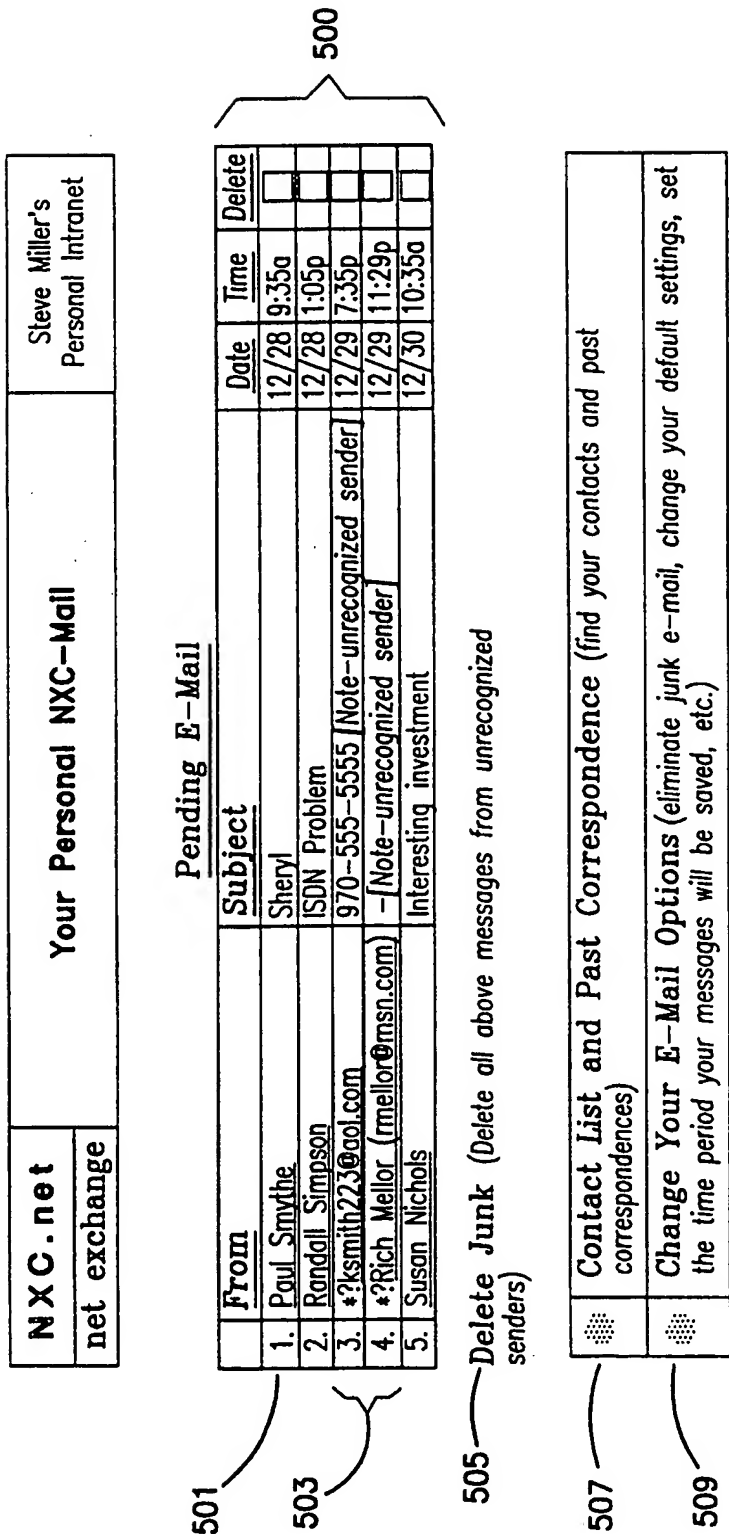 NXC.net
net exchange
Your Personal NXC-Mail
Steve Miller's
Personal Intranet
Pending E-Mail
From Subject Date Time Delete
1. Paul Smythe Sheryl 12/28 9:35a
2. Randall Simpson ISDN Problem 12/28 1:05p
3. *?ksmith223@aol.com 970-555-5555 [Note-unrecognized sender] 12/29 7:35p
4. *?Rich Mellor (rmellor@msn.com) -[Note-unrecognized sender] 12/29 11:29p
5. Susan Nichols Interesting investment 12/30 10:35a
500
501
503
505
Delete Junk (Delete all above messages from unrecognized
senders)
507
Contact List and Past Correspondence (find your contacts and past
correspondences)
509
Change Your E-Mail Options (eliminate junk e-mail, change your default settings, set
the time period your messages will be saved, etc.)